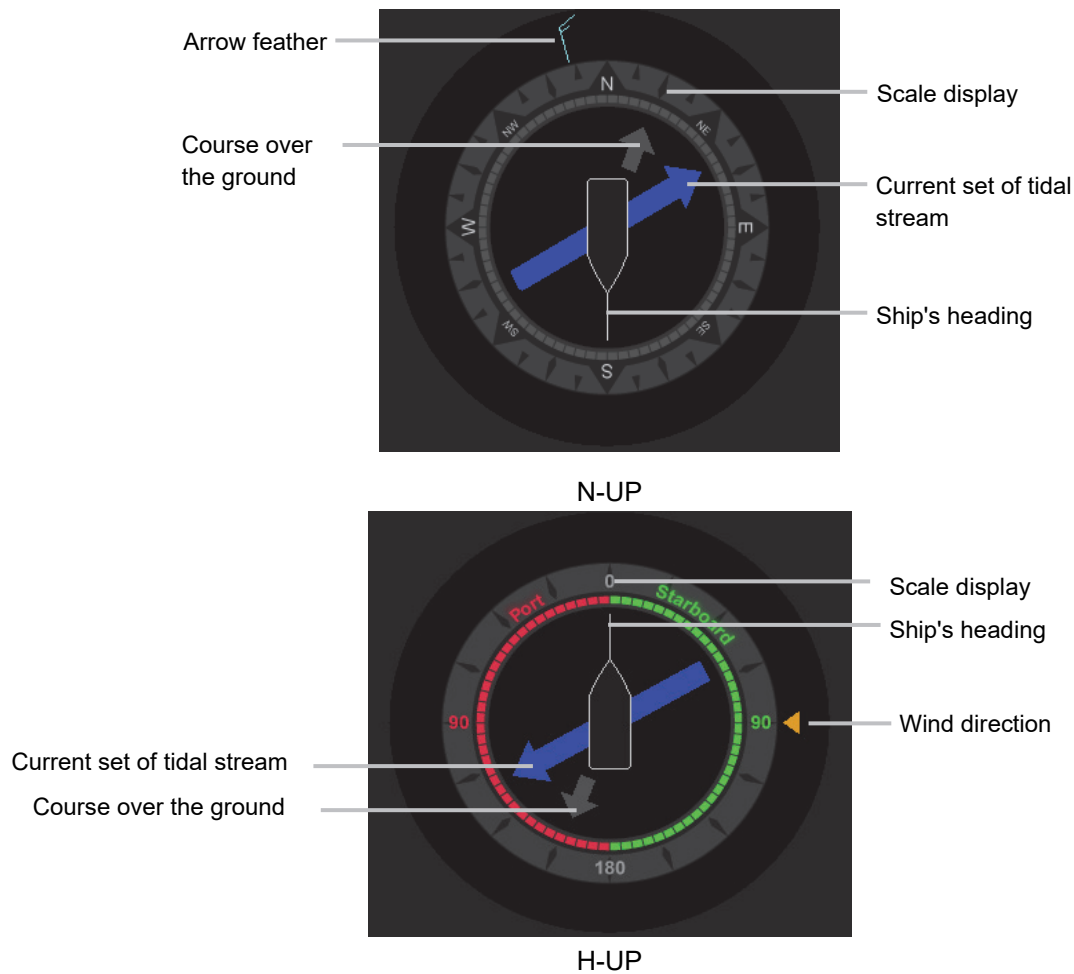 Arrow feather
N
Scale display
NW
NE
Course over
the ground
Current set of tidal
stream
W
E
SW
SE
Ship's heading
S
N-UP
0
Scale display
Port
Starboard
Ship's heading
90
90
Wind direction
Current set of tidal stream
Course over the ground
180
H-UP